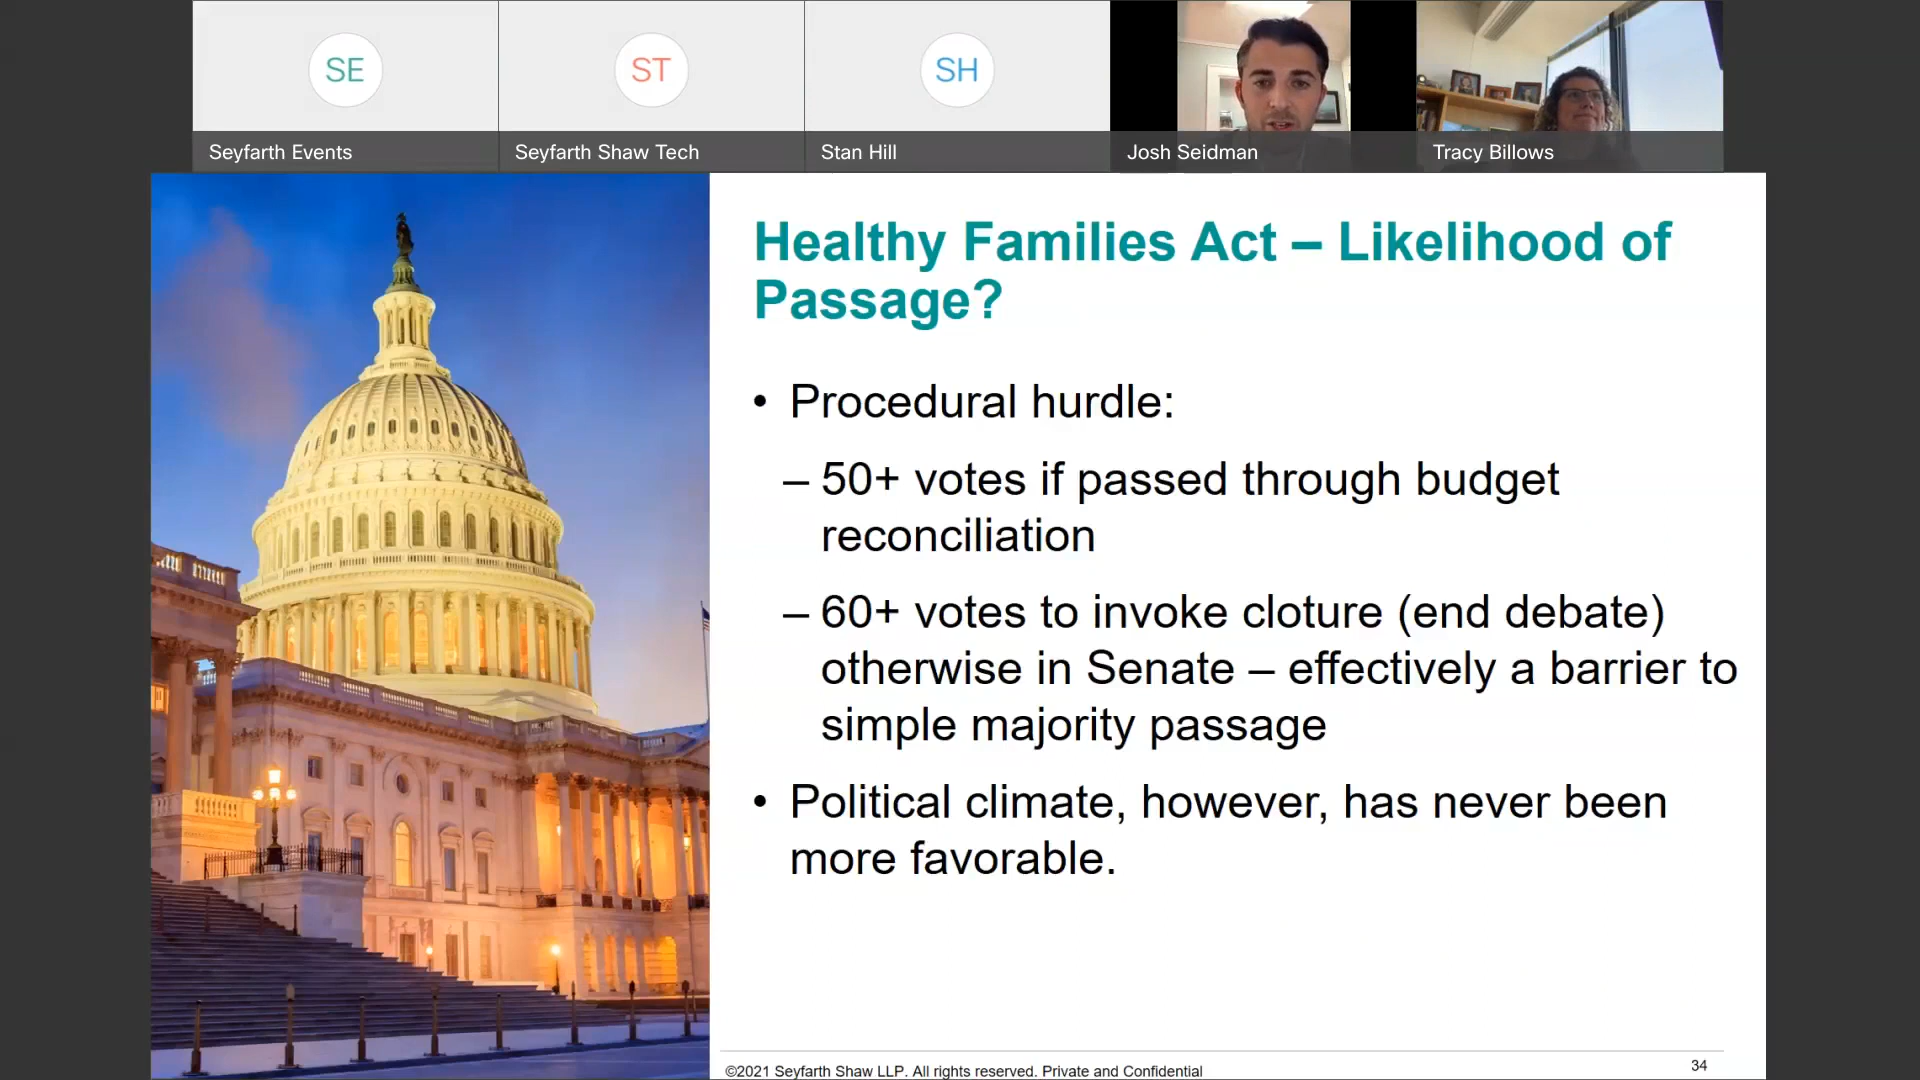 SE
ST
SH
Seyfarth Events
Seyfarth Shaw Tech
Stan Hill
Josh Seidman
Tracy Billows
Healthy Families Act – Likelihood of
Passage?
• Procedural hurdle:
– 50+ votes if passed through budget
reconciliation
– 60+ votes to invoke cloture (end debate)
otherwise in Senate – effectively a barrier to
simple majority passage
• Political climate, however, has never been
more favorable.
©2021 Seyfarth Shaw LLP. All rights reserved. Private and Confidential
34